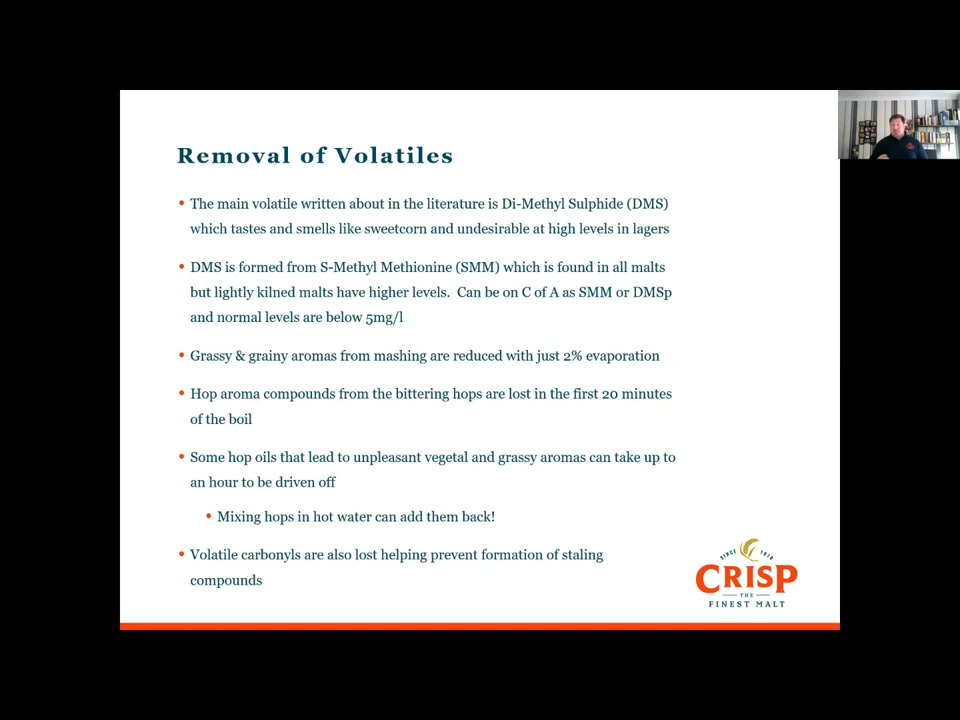 Removal of Volatiles
• The main volatile written about in the literature is Di-Methyl Sulphide (DMS)
which tastes and smells like sweetcorn and undesirable at high levels in lagers
• DMS is formed from S-Methyl Methionine (SMM) which is found in all malts
but lightly kilned malts have higher levels. Can be on C of A as SMM or DMSp
and normal levels are below 5mg/l
• Grassy & grainy aromas from mashing are reduced with just 2% evaporation
• Hop aroma compounds from the bittering hops are lost in the first 20 minutes
of the boil
• Some hop oils that lead to unpleasant vegetal and grassy aromas can take up to
an hour to be driven off
• Mixing hops in hot water can add them back!
• Volatile carbonyls are also lost helping prevent formation of staling
compounds
SINCE 1870
CRISP
THE
FINEST MALT